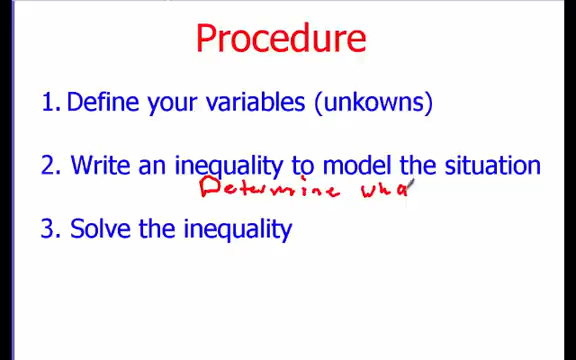 Procedure
1. Define your variables (unkowns)
2. Write an inequality to model the situation
Determine wha
3. Solve the inequality